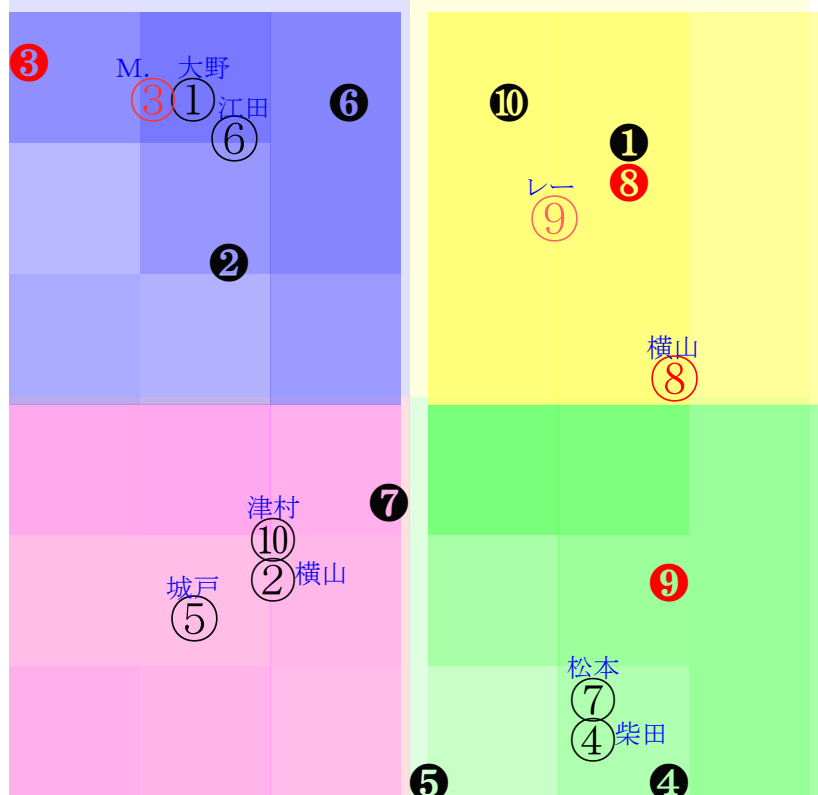 ❸
M. 大野
③①
江田
⑥
❻
❷
❿
❶
❽
レー
⑨
横山
⑧
❼
津村
⑩
②横山
城戸
⑤
❾
松本
⑦
④柴田
❺
❹